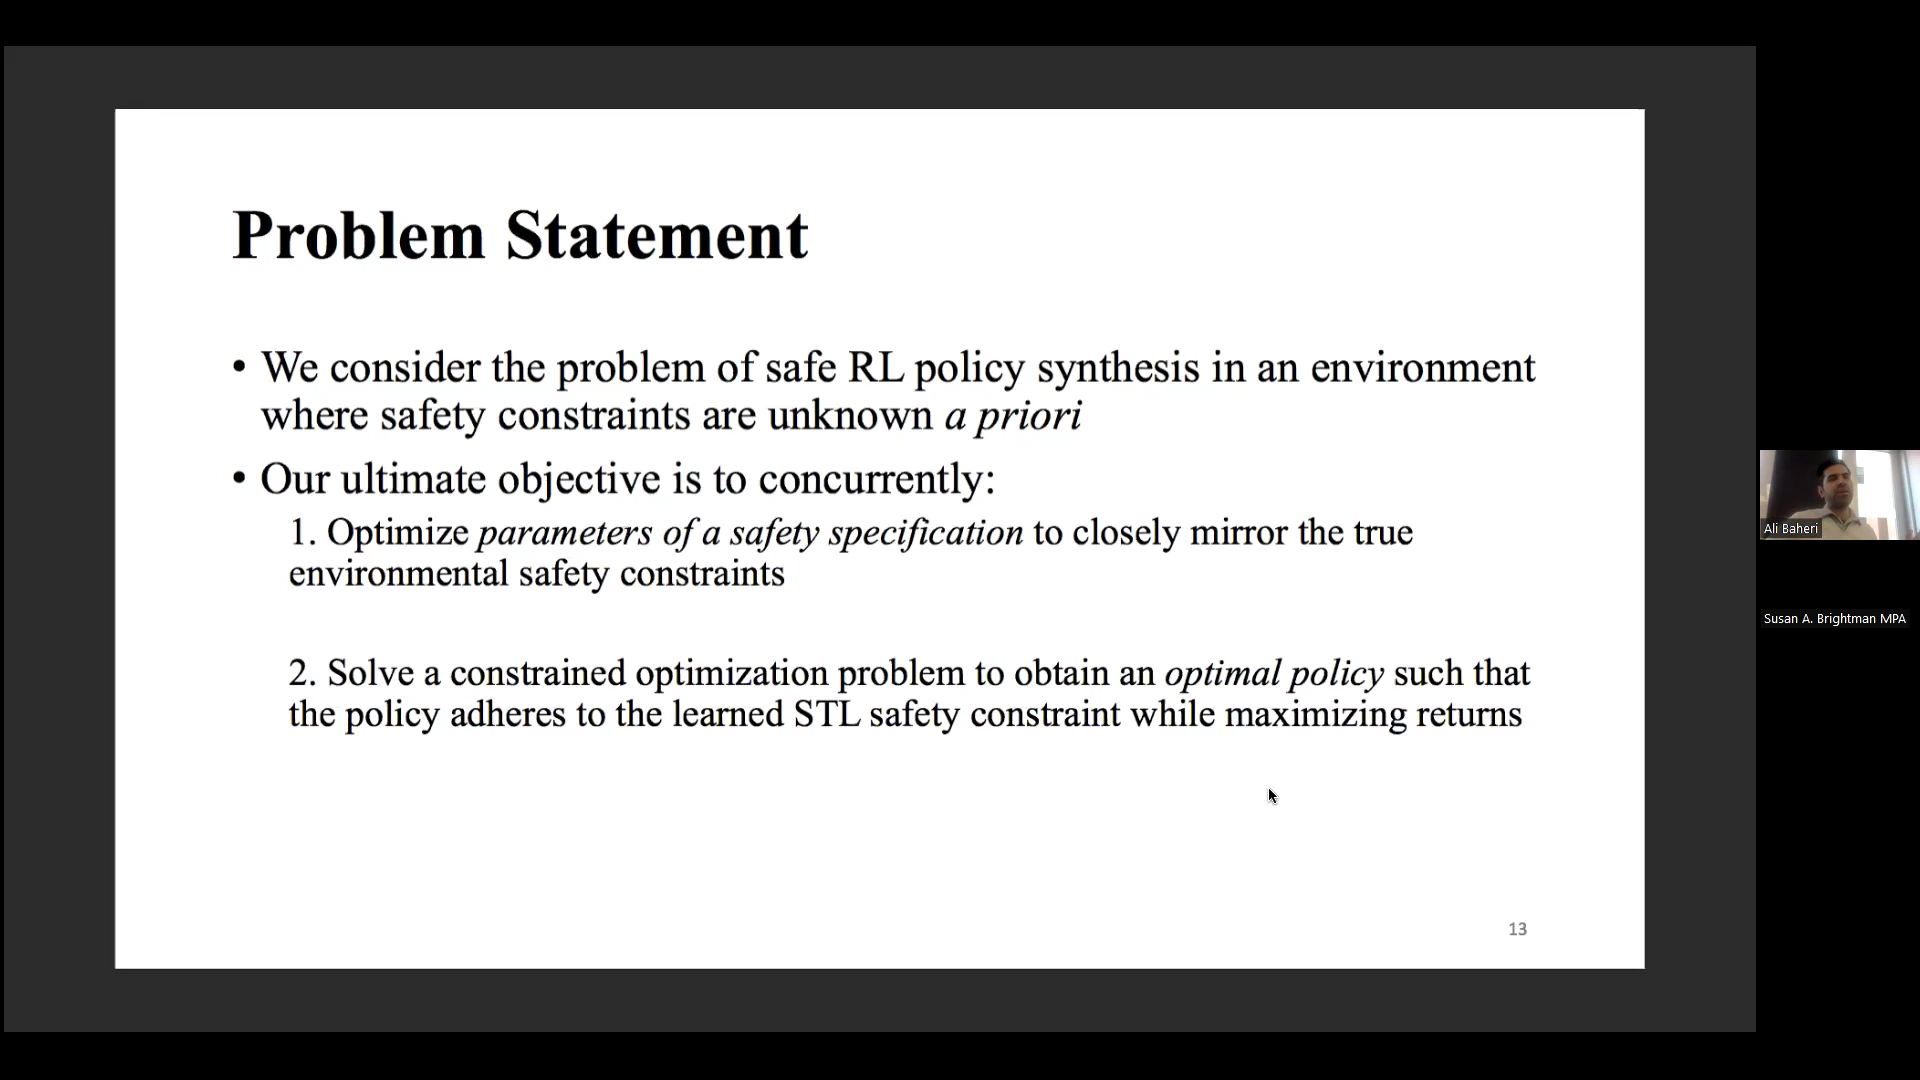 Problem Statement
• We consider the problem of safe RL policy synthesis in an environment
where safety constraints are unknown a priori
• Our ultimate objective is to concurrently:
1. Optimize parameters of a safety specification to closely mirror the true
environmental safety constraints
2. Solve a constrained optimization problem to obtain an optimal policy such that
the policy adheres to the learned STL safety constraint while maximizing returns
13
Ali Baheri
Susan A. Brightman MPA